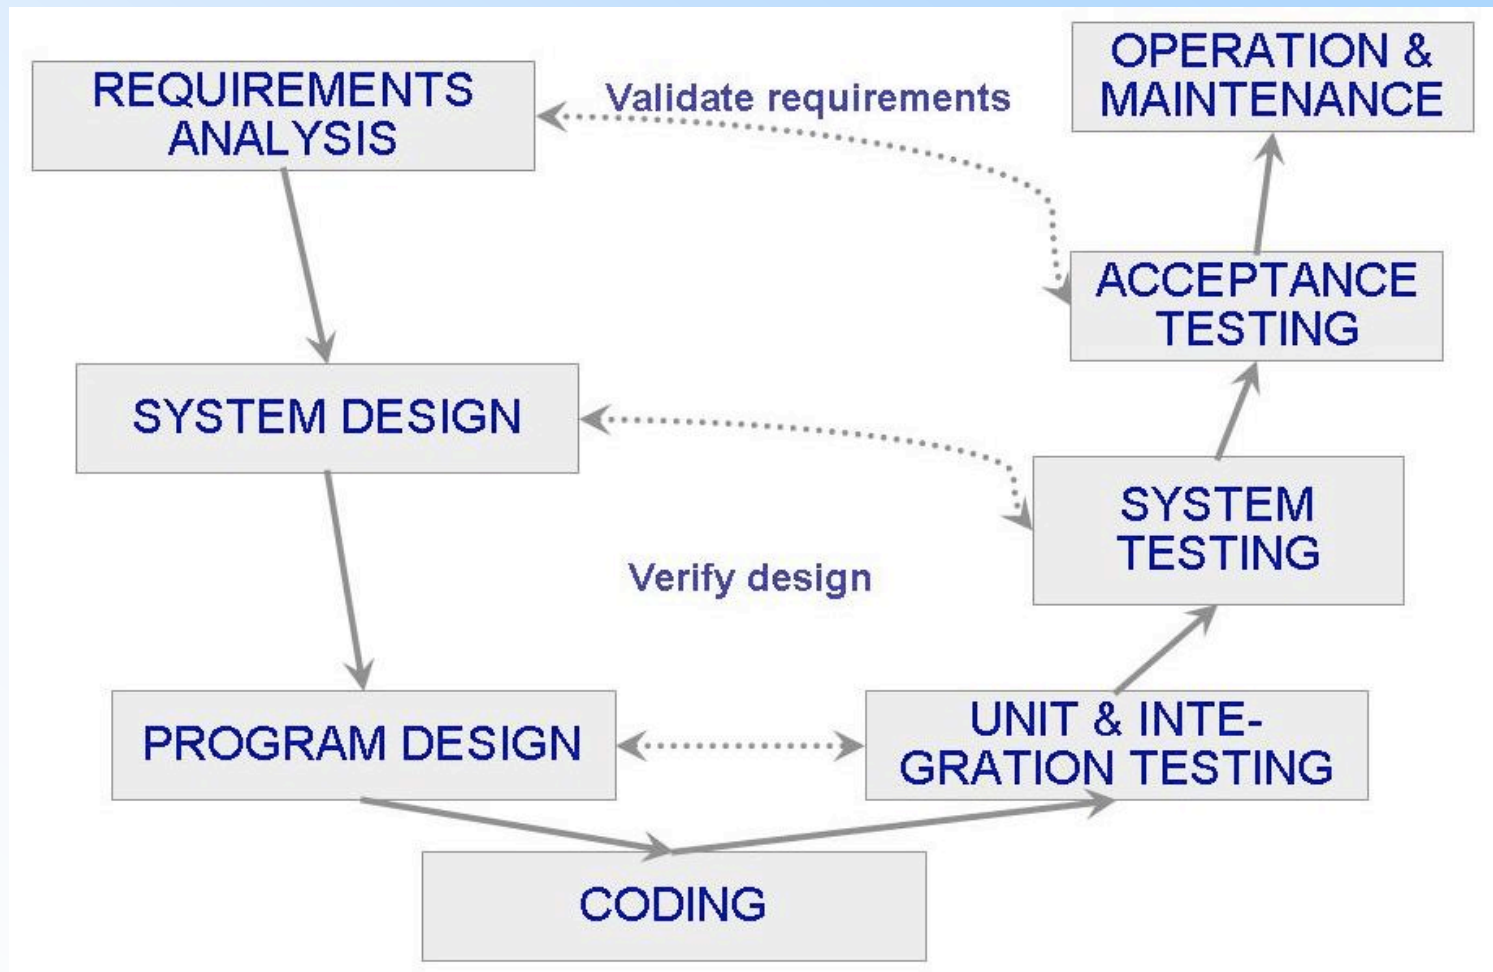 REQUIREMENTS
ANALYSIS
Validate requirements
OPERATION &
MAINTENANCE
ACCEPTANCE
TESTING
SYSTEM DESIGN
SYSTEM
TESTING
Verify design
PROGRAM DESIGN
UNIT & INTE-
GRATION TESTING
CODING